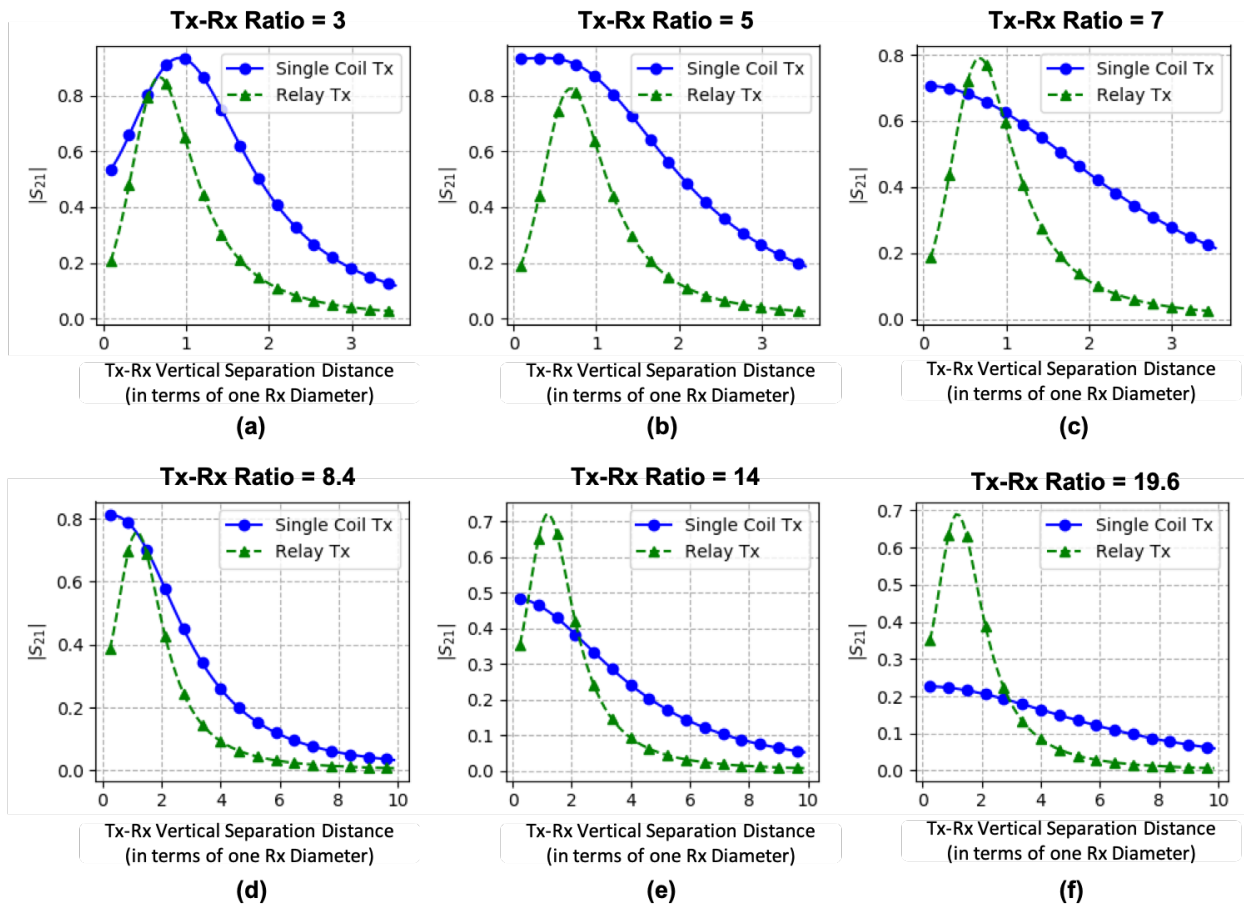 Tx-Rx Ratio = 3
Single Coil Tx
Relay Tx
|S21|
0.8
0.6
0.4
0.2
0.0
0 1 2 3
Tx-Rx Vertical Separation Distance
(in terms of one Rx Diameter)
(a)
Tx-Rx Ratio = 5
Single Coil Tx
Relay Tx
|S21|
0.8
0.6
0.4
0.2
0.0
0 1 2 3
Tx-Rx Vertical Separation Distance
(in terms of one Rx Diameter)
(b)
Tx-Rx Ratio = 7
Single Coil Tx
Relay Tx
|S21|
0.8
0.6
0.4
0.2
0.0
0 1 2 3
Tx-Rx Vertical Separation Distance
(in terms of one Rx Diameter)
(c)
Tx-Rx Ratio = 8.4
Single Coil Tx
Relay Tx
|S21|
0.8
0.6
0.4
0.2
0.0
0 2 4 6 8 10
Tx-Rx Vertical Separation Distance
(in terms of one Rx Diameter)
(d)
Tx-Rx Ratio = 14
Single Coil Tx
Relay Tx
|S21|
0.7
0.6
0.5
0.4
0.3
0.2
0.1
0.0
0 2 4 6 8 10
Tx-Rx Vertical Separation Distance
(in terms of one Rx Diameter)
(e)
Tx-Rx Ratio = 19.6
Single Coil Tx
Relay Tx
|S21|
0.7
0.6
0.5
0.4
0.3
0.2
0.1
0.0
0 2 4 6 8 10
Tx-Rx Vertical Separation Distance
(in terms of one Rx Diameter)
(f)